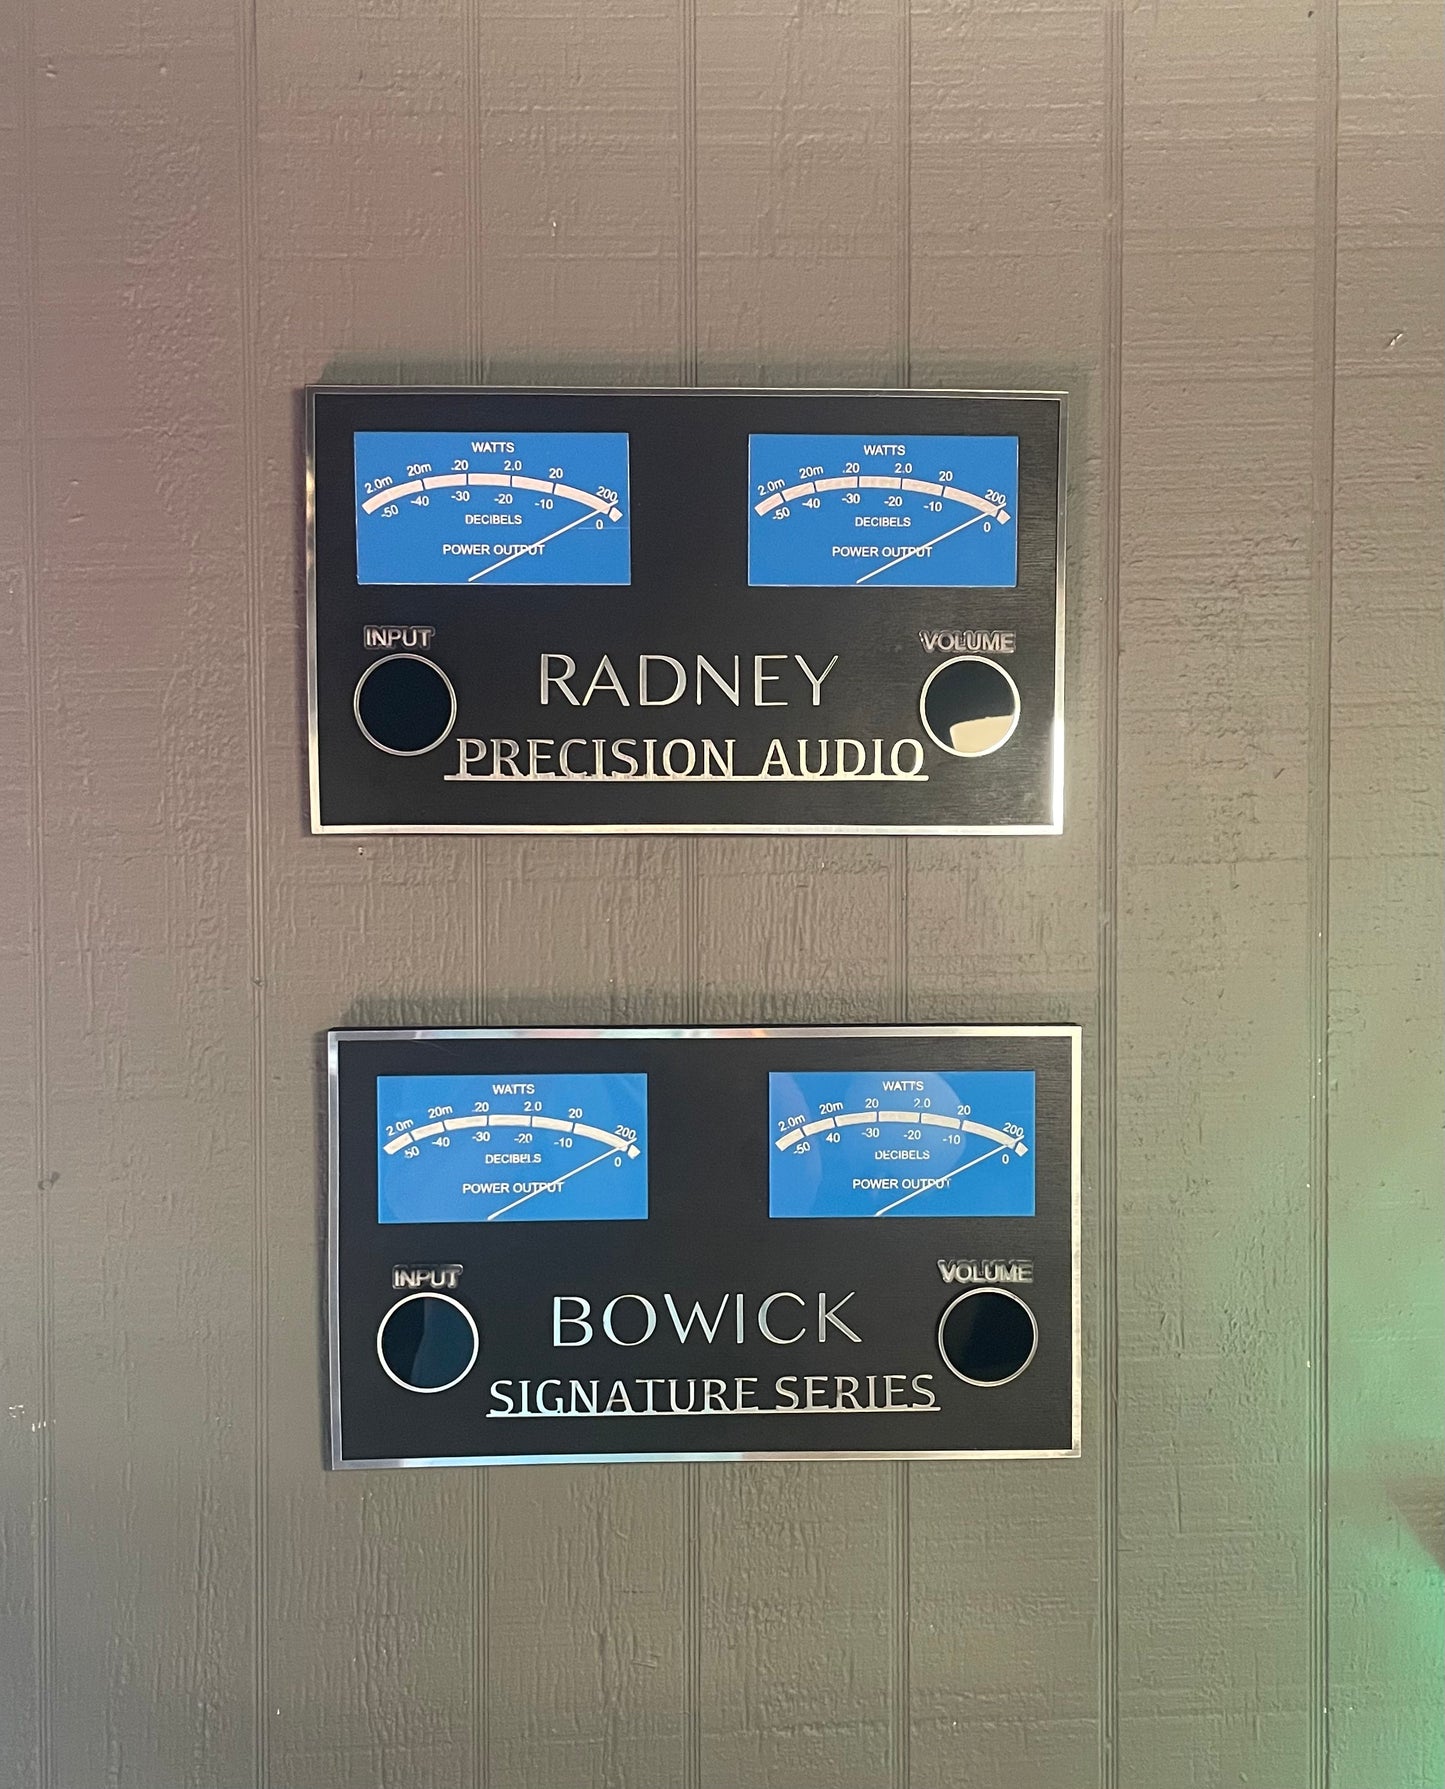 WATTS
2.0m 20m .20 2.0 20 200
-50 -40 -30 -20 -10 0
DECIBELS
POWER OUTPUT
WATTS
2.0m 20m .20 2.0 20 200
-50 -40 -30 -20 -10 0
DECIBELS
POWER OUTPUT
INPUT
VOLUME
RADNEY
PRECISION AUDIO
WATTS
2.0m 20m .20 2.0 20 200
50 -40 -30 -20 -10 0
DECIBELS
POWER OUTPUT
WATTS
2.0m 20m 20 2.0 20 200
-50 40 -30 -20 -10 0
DECIBELS
POWER OUTPUT
INPUT
VOLUME
BOWICK
SIGNATURE SERIES